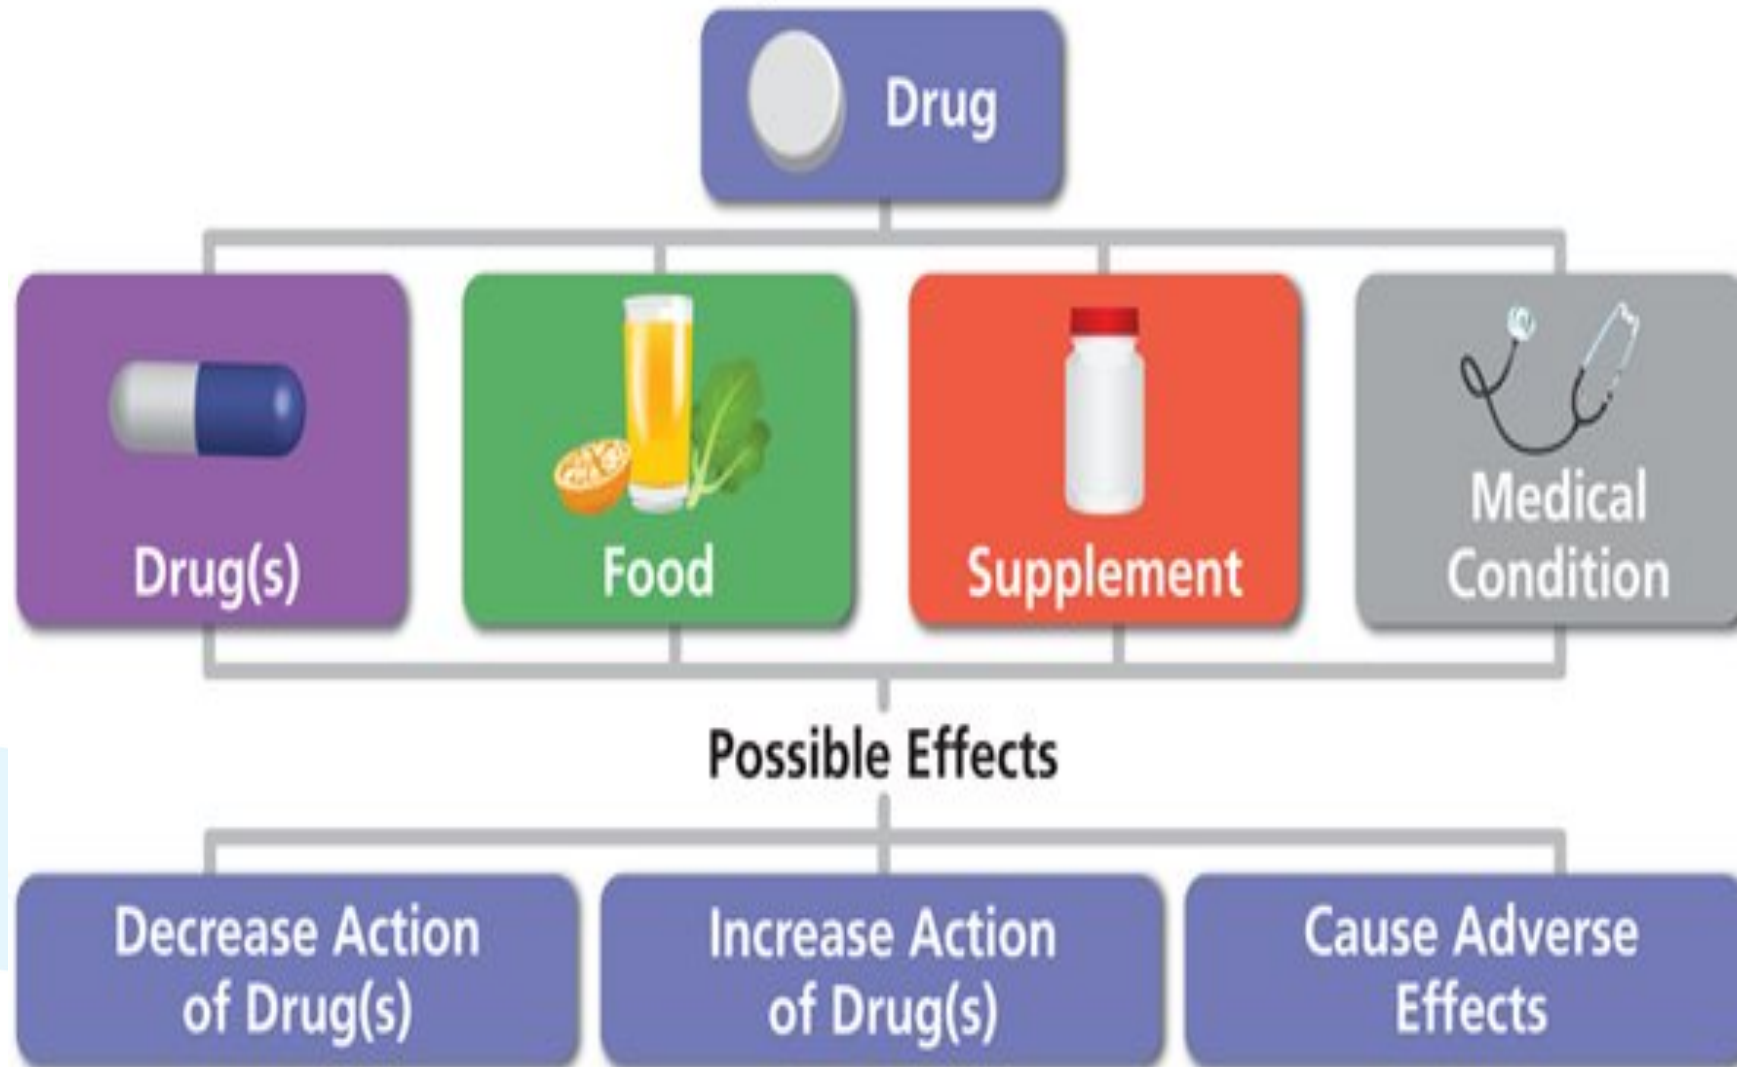 Drug
Drug(s)
Food
Supplement
Medical
Condition
Possible Effects
Decrease Action
of Drug(s)
Increase Action
of Drug(s)
Cause Adverse
Effects